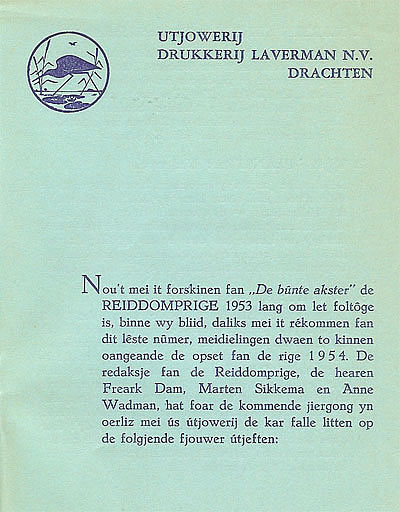 UTJOWERIJ
DRUKKERIJ LAVERMAN N.V.
DRACHTEN
Nou't mei it forskinen fan „De bûnte akster" de
REIDDOMPRIGE 1953 lang om let foltôge
is, binne wy bliid, daliks mei it rékommen fan
dit lêste nûmer, meidielingen dwaen to kinnen
oangeande de opset fan de rige 1954. De
redaksje fan de Reiddomprige, de hearen
Freark Dam, Marten Sikkema en Anne
Wadman, hat foar de kommende jiergong yn
oerliz mei ús útjowerij de kar falle litten op
de folgjende fjouwer útjeften: